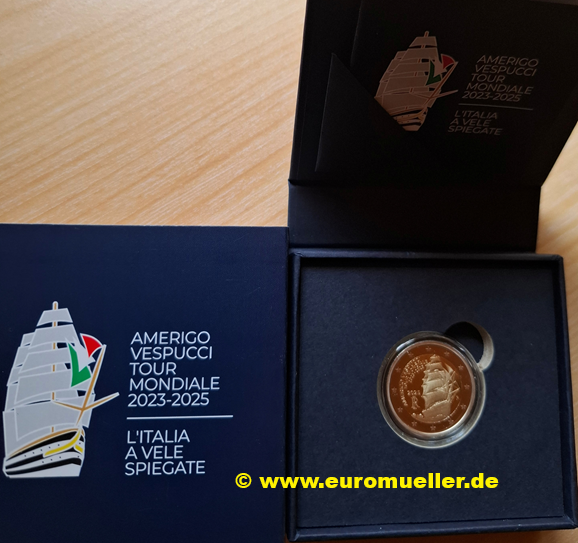 AMERIGO
VESPUCCI
TOUR
MONDIALE
2023-2025
L'ITALIA
A VELE
SPIEGATE
AMERIGO
VESPUCCI
TOUR
MONDIALE
2023-2025
L'ITALIA
A VELE
SPIEGATE
© www.euromueller.de